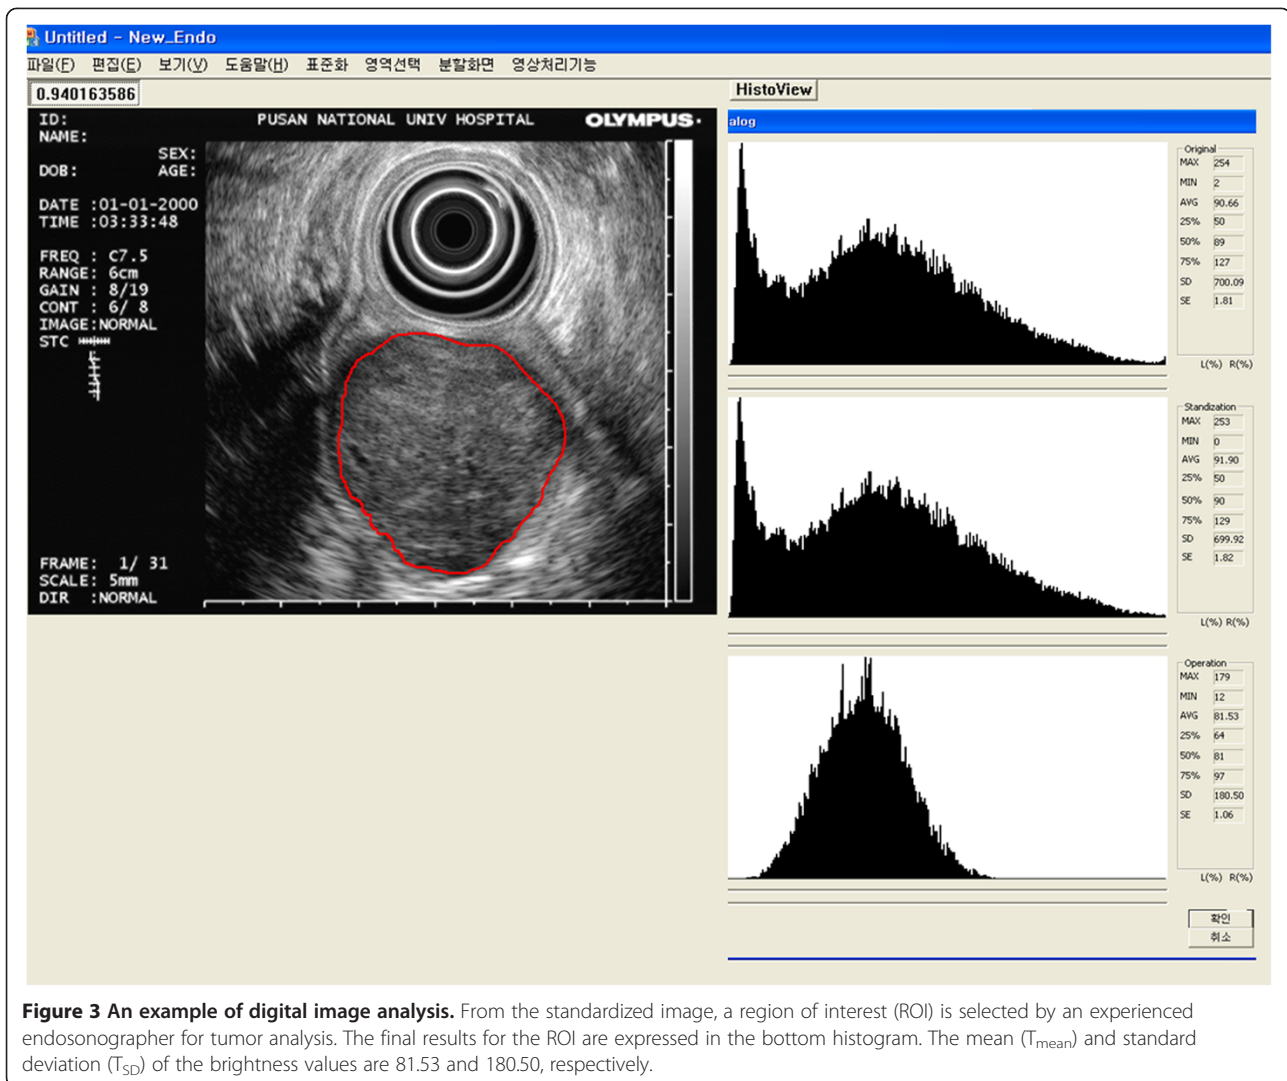 Untitled - New_Endo
파일(F) 편집(E) 보기(V) 도움말(H) 표준화 영역선택 분할화면 영상처리기능
0.940163586
HistoView
ID: PUSAN NATIONAL UNIV HOSPITAL OLYMPUS
NAME:
SEX:
DOB: AGE:
DATE :01-01-2000
TIME :03:33:48
FREQ : C7.5
RANGE: 6cm
GAIN : 8/19
CONT : 6/ 8
IMAGE:NORMAL
STC
FRAME: 1/ 31
SCALE: 5mm
DIR :NORMAL
alog
Original
MAX 254
MIN 2
AVG 90.66
25% 50
50% 89
75% 127
SD 700.09
SE 1.81
L(%) R(%)
Standization
MAX 253
MIN 0
AVG 91.90
25% 50
50% 90
75% 129
SD 699.92
SE 1.82
L(%) R(%)
Operation
MAX 179
MIN 12
AVG 81.53
25% 64
50% 81
75% 97
SD 180.50
SE 1.06
L(%) R(%)
확인
취소
Figure 3 An example of digital image analysis. From the standardized image, a region of interest (ROI) is selected by an experienced
endosonographer for tumor analysis. The final results for the ROI are expressed in the bottom histogram. The mean (Tmean) and standard
deviation (TSD) of the brightness values are 81.53 and 180.50, respectively.